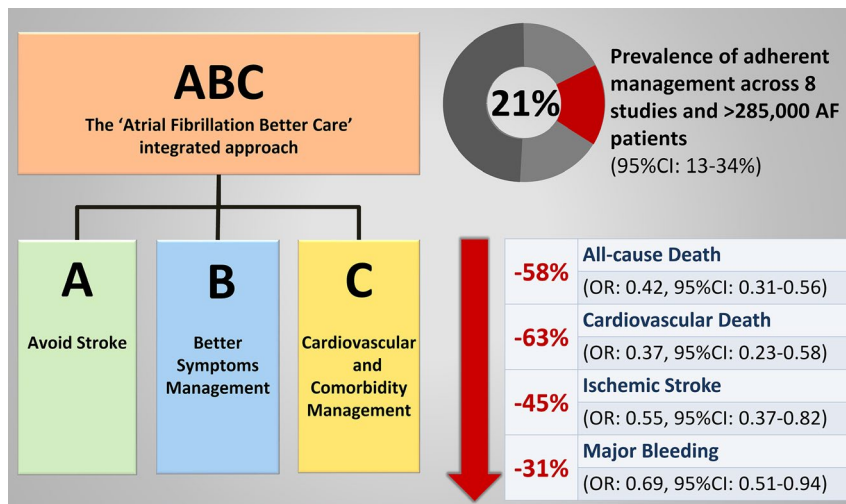 ABC
The 'Atrial Fibrillation Better Care'
integrated approach
A
Avoid Stroke
B
Better
Symptoms
Management
C
Cardiovascular
and
Comorbidity
Management
21%
Prevalence of adherent
management across 8
studies and >285,000 AF
patients
(95%CI: 13-34%)
-58%
All-cause Death
(OR: 0.42, 95%CI: 0.31-0.56)
-63%
Cardiovascular Death
(OR: 0.37, 95%CI: 0.23-0.58)
-45%
Ischemic Stroke
(OR: 0.55, 95%CI: 0.37-0.82)
-31%
Major Bleeding
(OR: 0.69, 95%CI: 0.51-0.94)